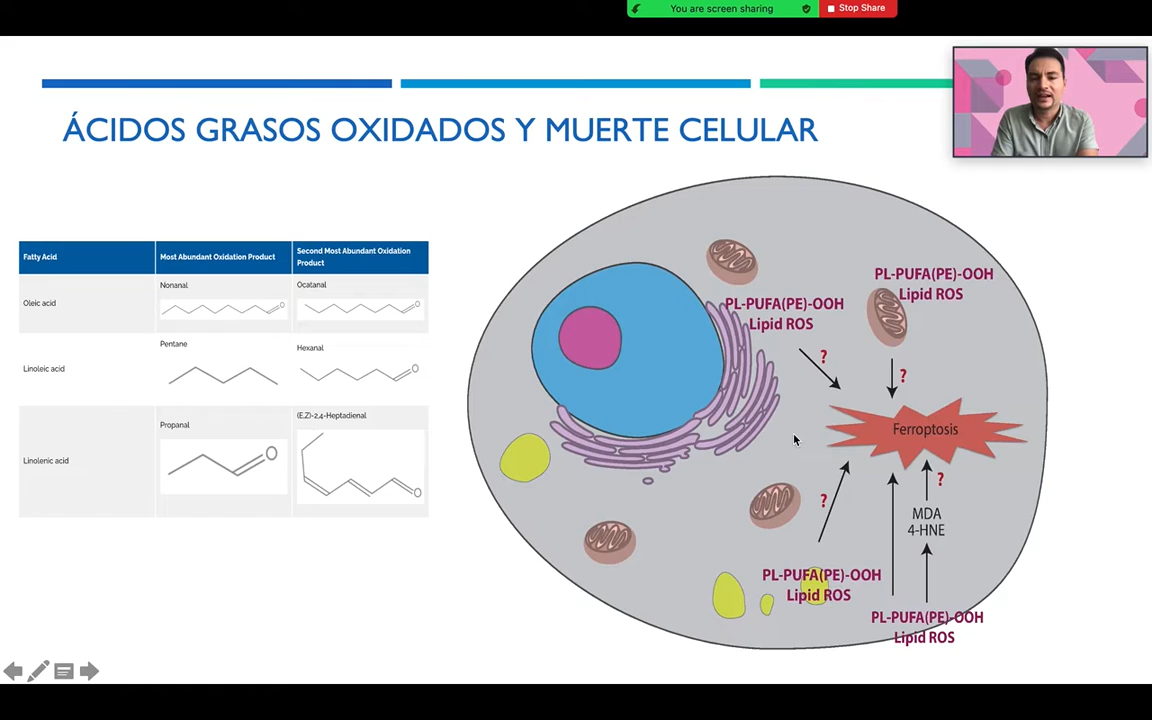 You are screen sharing
Stop Share
ÁCIDOS GRASOS OXIDADOS Y MUERTE CELULAR
Fatty Acid
Most Abundant Oxidation Product
Second Most Abundant Oxidation
Product
Oleic acid
Nonanal
O
Ocatanal
O
Linoleic acid
Pentane
Hexanal
O
Linolenic acid
Propanal
O
(E,Z)-2,4-Heptadienal
O
PL-PUFA(PE)-OOH
Lipid ROS
?
PL-PUFA(PE)-OOH
Lipid ROS
?
Ferroptosis
?
PL-PUFA(PE)-OOH
Lipid ROS
?
MDA
4-HNE
PL-PUFA(PE)-OOH
Lipid ROS